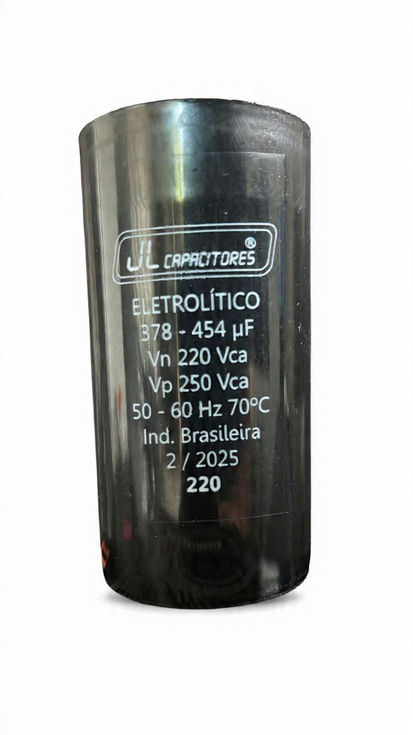 JL CAPACITORES®
ELETROLÍTICO
378 - 454 µF
Vn 220 Vca
Vp 250 Vca
50 - 60 Hz 70ºC
Ind. Brasileira
2 / 2025
220